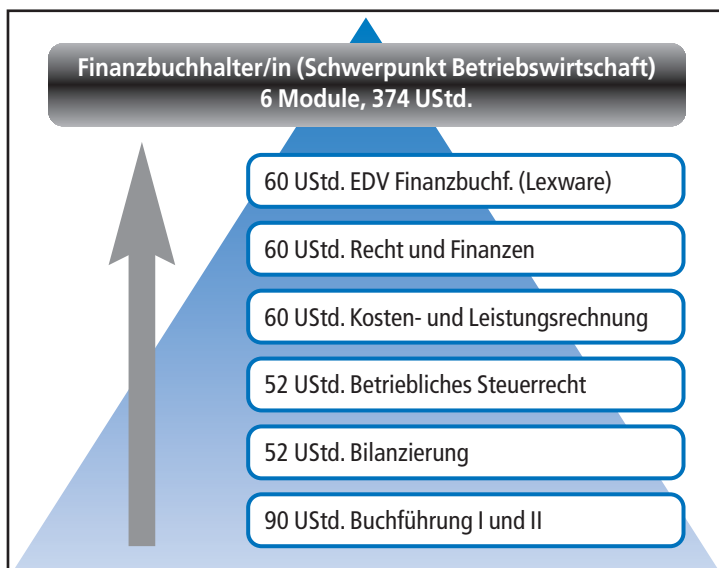 Finanzbuchhalter/in (Schwerpunkt Betriebswirtschaft)
6 Module, 374 UStd.
60 UStd. EDV Finanzbuchf. (Lexware)
60 UStd. Recht und Finanzen
60 UStd. Kosten- und Leistungsrechnung
52 UStd. Betriebliches Steuerrecht
52 UStd. Bilanzierung
90 UStd. Buchführung I und II